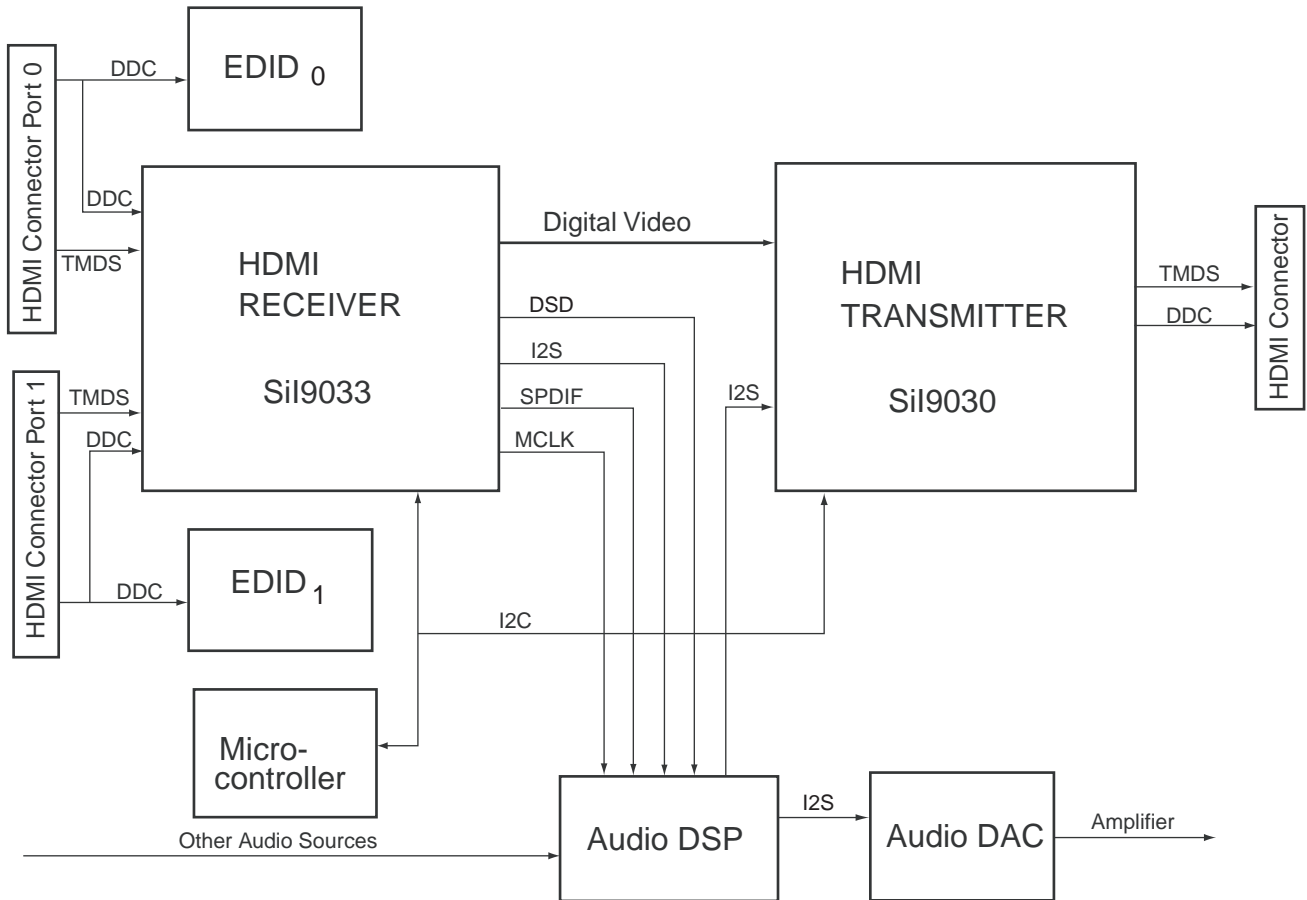 HDMI Connector Port 0
DDC
EDID 0
DDC
TMDS
HDMI
RECEIVER
SiI9033
Digital Video
DSD
I2S
SPDIF
MCLK
HDMI
TRANSMITTER
SiI9030
I2S
TMDS
DDC
HDMI Connector
HDMI Connector Port 1
TMDS
DDC
DDC
EDID 1
I2C
Micro-
controller
Other Audio Sources
Audio DSP
I2S
Audio DAC
Amplifier